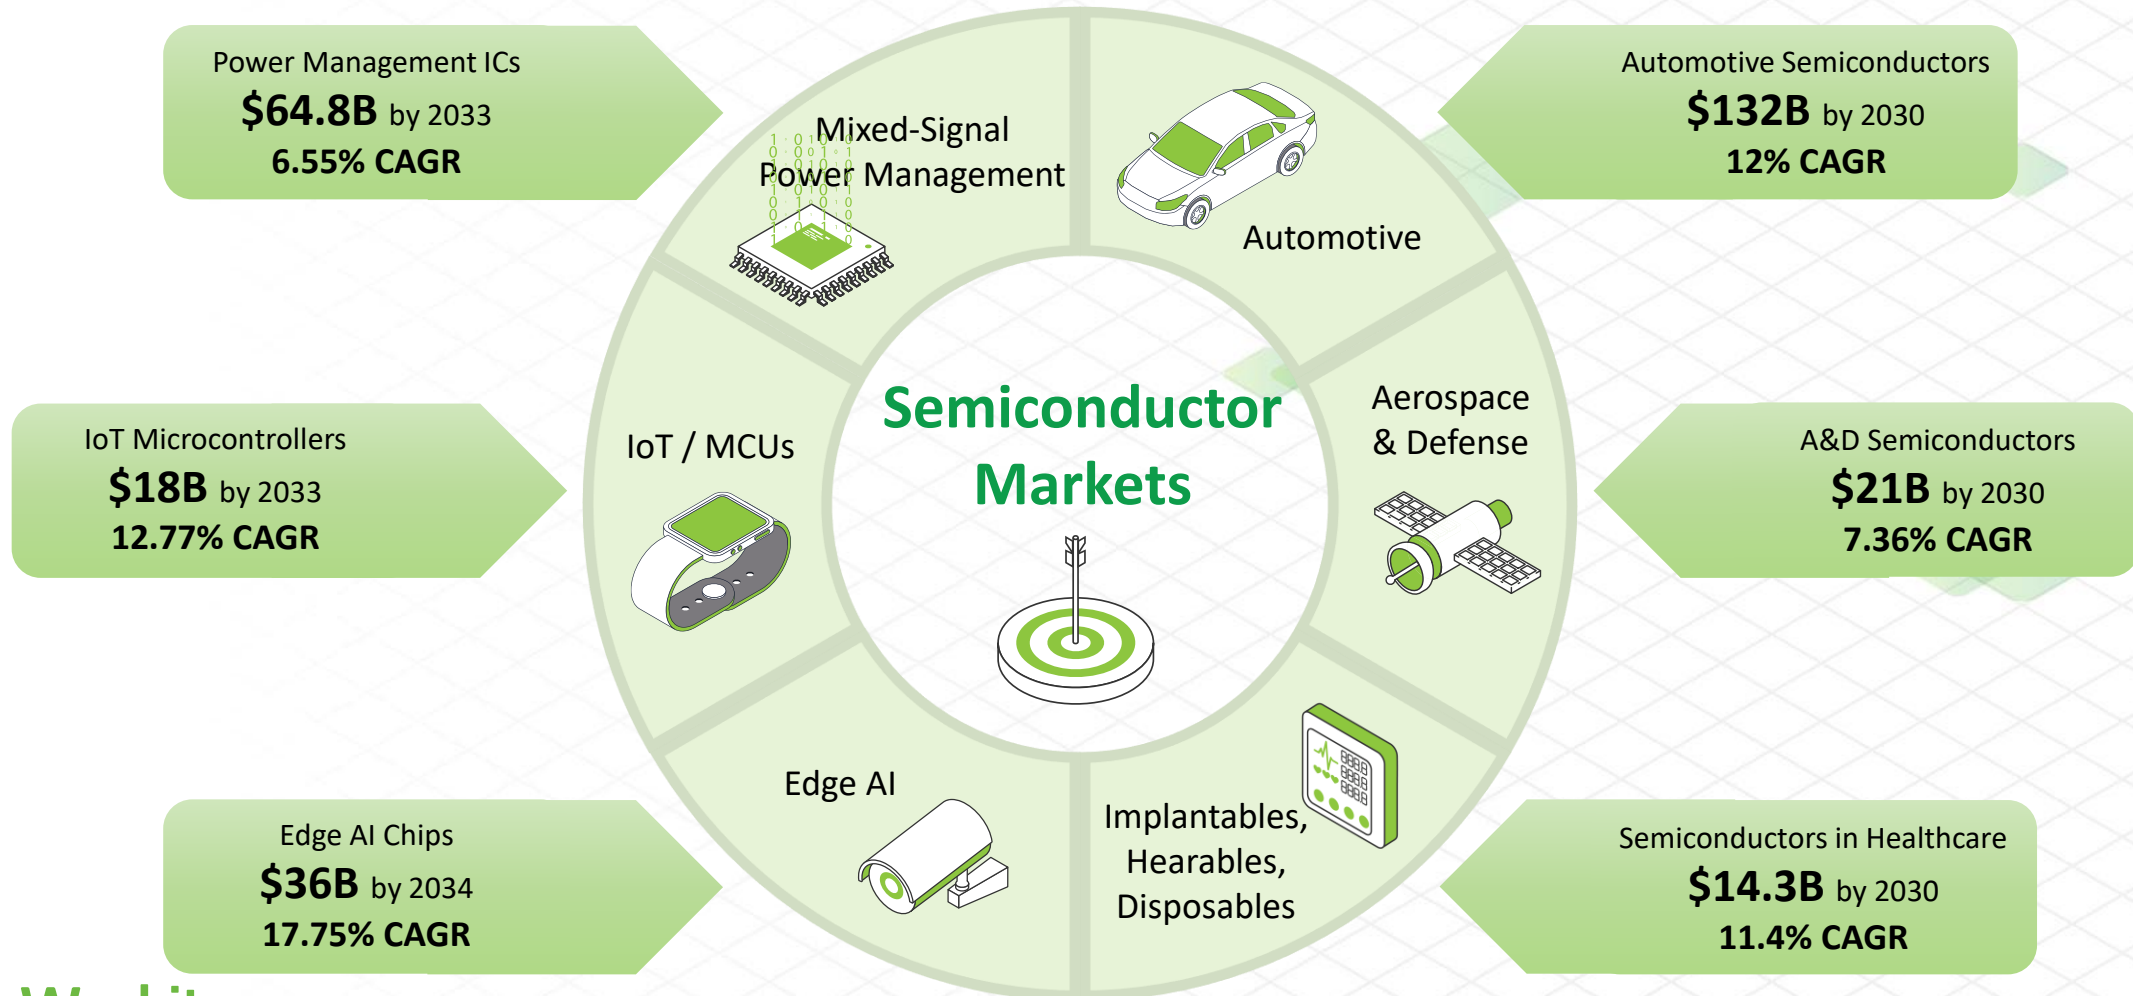 Power Management ICs
$64.8B by 2033
6.55% CAGR
Automotive Semiconductors
$132B by 2030
12% CAGR
Mixed-Signal
Power Management
Automotive
IoT Microcontrollers
$18B by 2033
12.77% CAGR
IoT / MCUs
Semiconductor
Markets
Aerospace
& Defense
A&D Semiconductors
$21B by 2030
7.36% CAGR
Edge AI Chips
$36B by 2034
17.75% CAGR
Edge AI
Implantables,
Hearables,
Disposables
Semiconductors in Healthcare
$14.3B by 2030
11.4% CAGR